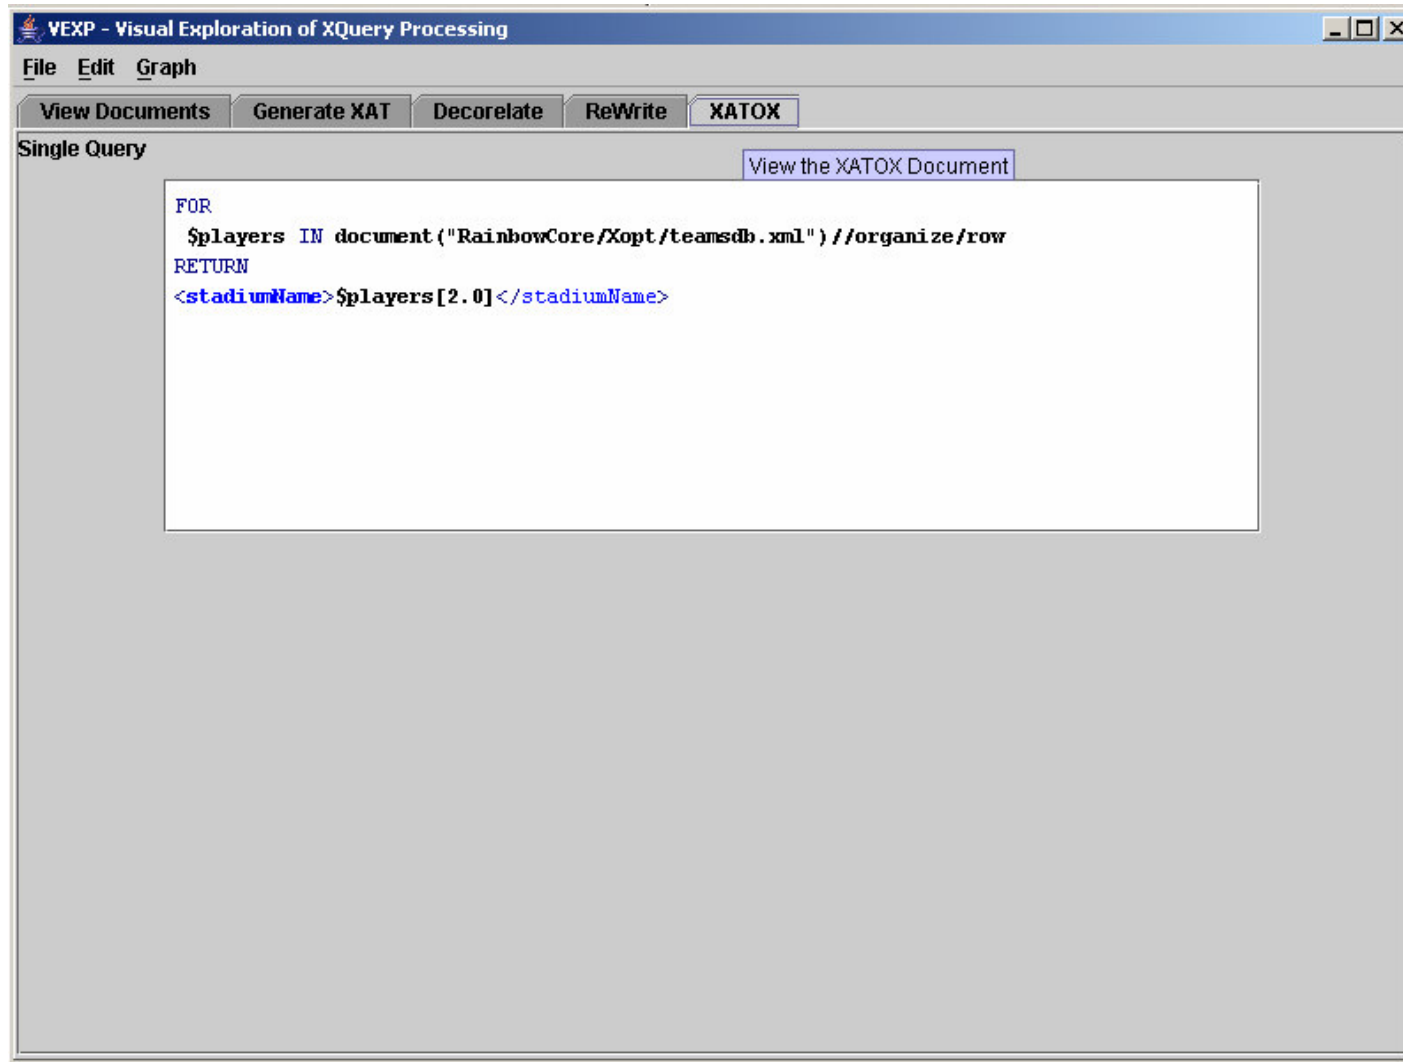 VEXP - Visual Exploration of XQuery Processing
File Edit Graph
View Documents Generate XAT Decorelate ReWrite XATOX
Single Query
View the XATOX Document
FOR
$players IN document("RainbowCore/Xopt/teamsdb.xml")//organize/row
RETURN
<stadiumName>$players[2.0]</stadiumName>